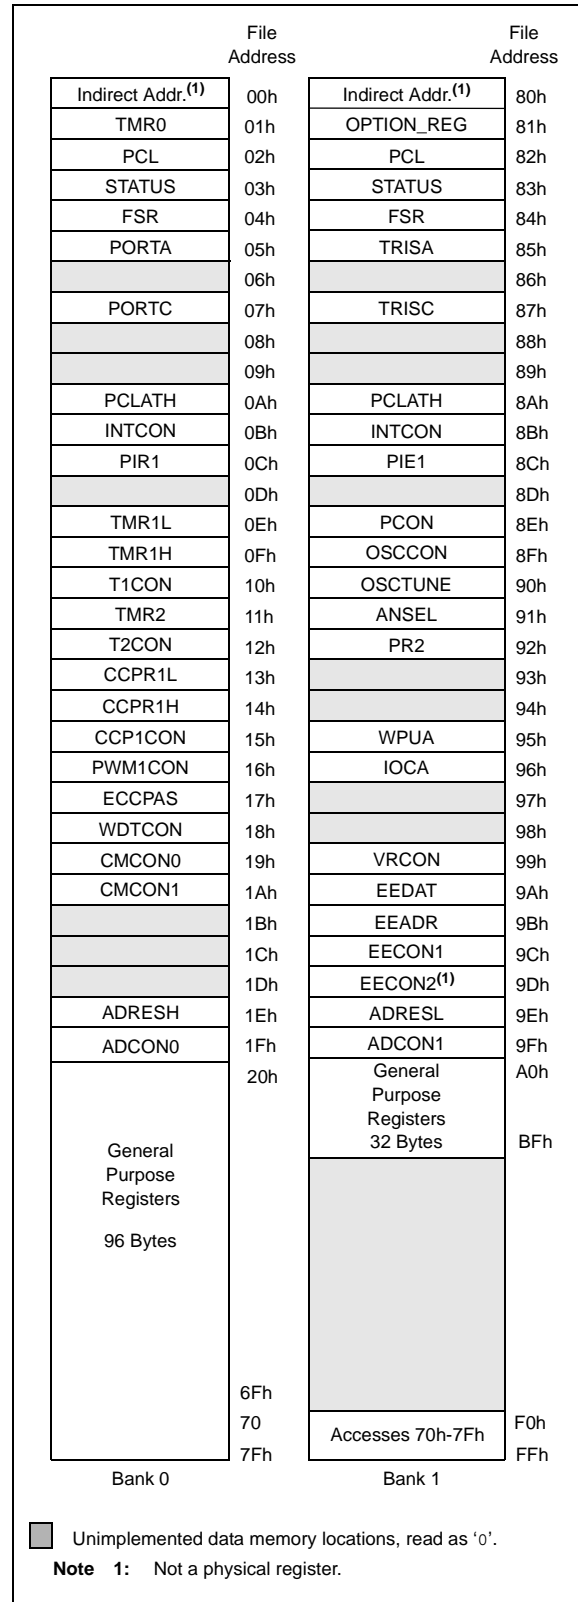 File Address File Address
Indirect Addr.(1) 00h Indirect Addr.(1) 80h
TMR0 01h OPTION_REG 81h
PCL 02h PCL 82h
STATUS 03h STATUS 83h
FSR 04h FSR 84h
PORTA 05h TRISA 85h
06h 86h
PORTC 07h TRISC 87h
08h 88h
09h 89h
PCLATH 0Ah PCLATH 8Ah
INTCON 0Bh INTCON 8Bh
PIR1 0Ch PIE1 8Ch
0Dh 8Dh
TMR1L 0Eh PCON 8Eh
TMR1H 0Fh OSCCON 8Fh
T1CON 10h OSCTUNE 90h
TMR2 11h ANSEL 91h
T2CON 12h PR2 92h
CCPR1L 13h 93h
CCPR1H 14h 94h
CCP1CON 15h WPUA 95h
PWM1CON 16h IOCA 96h
ECCPAS 17h 97h
WDTCON 18h 98h
CMCON0 19h VRCON 99h
CMCON1 1Ah EEDAT 9Ah
1Bh EEADR 9Bh
1Ch EECON1 9Ch
1Dh EECON2(1) 9Dh
ADRESH 1Eh ADRESL 9Eh
ADCON0 1Fh ADCON1 9Fh
20h General A0h
Purpose
Registers
32 Bytes BFh
General
Purpose
Registers
96 Bytes
6Fh
70 Accesses 70h-7Fh F0h
7Fh FFh
Bank 0 Bank 1
Unimplemented data memory locations, read as ‘0’.
Note 1: Not a physical register.